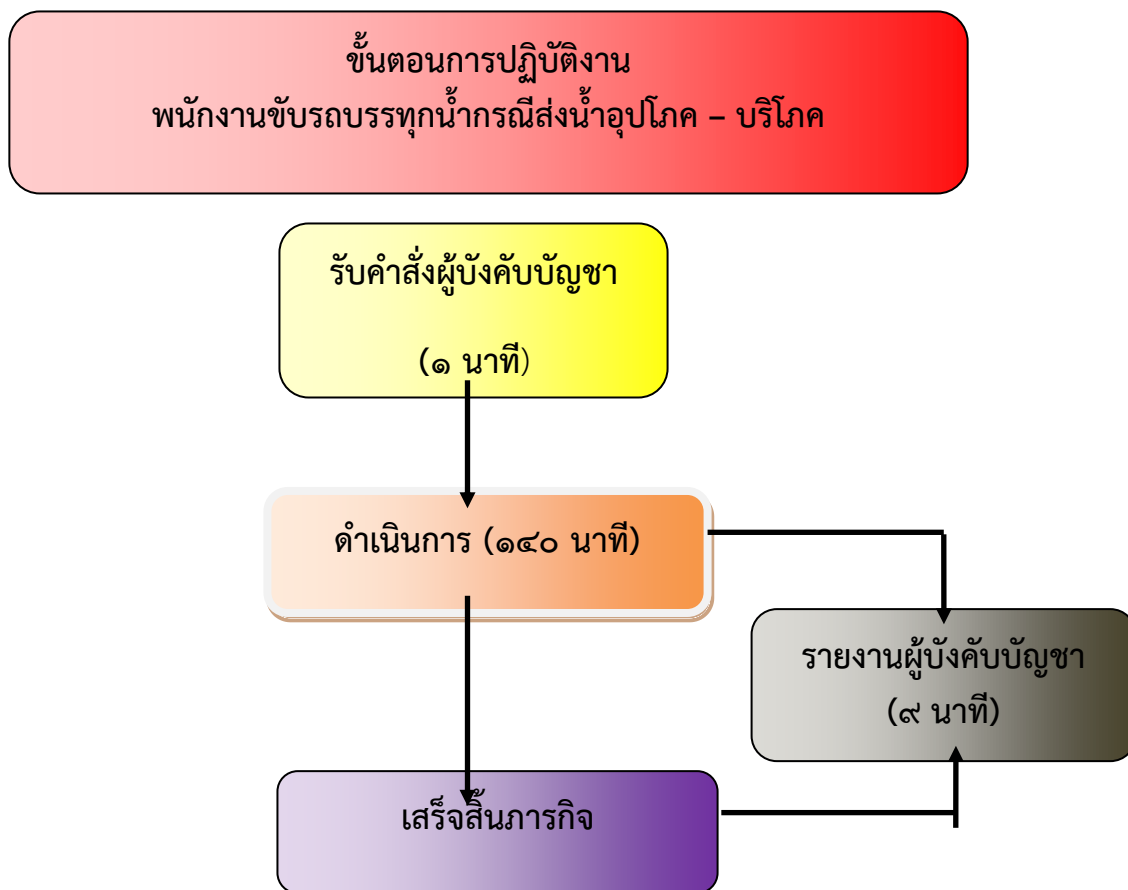 ขั้นตอนการปฏิบัติงาน
พนักงานขับรถบรรทุกน้ำกรณีส่งน้ำอุปโภค – บริโภค
รับคำสั่งผู้บังคับบัญชา
(๑ นาที)
ดำเนินการ (๑๔๐ นาที)
รายงานผู้บังคับบัญชา
(๙ นาที)
เสร็จสิ้นภารกิจ